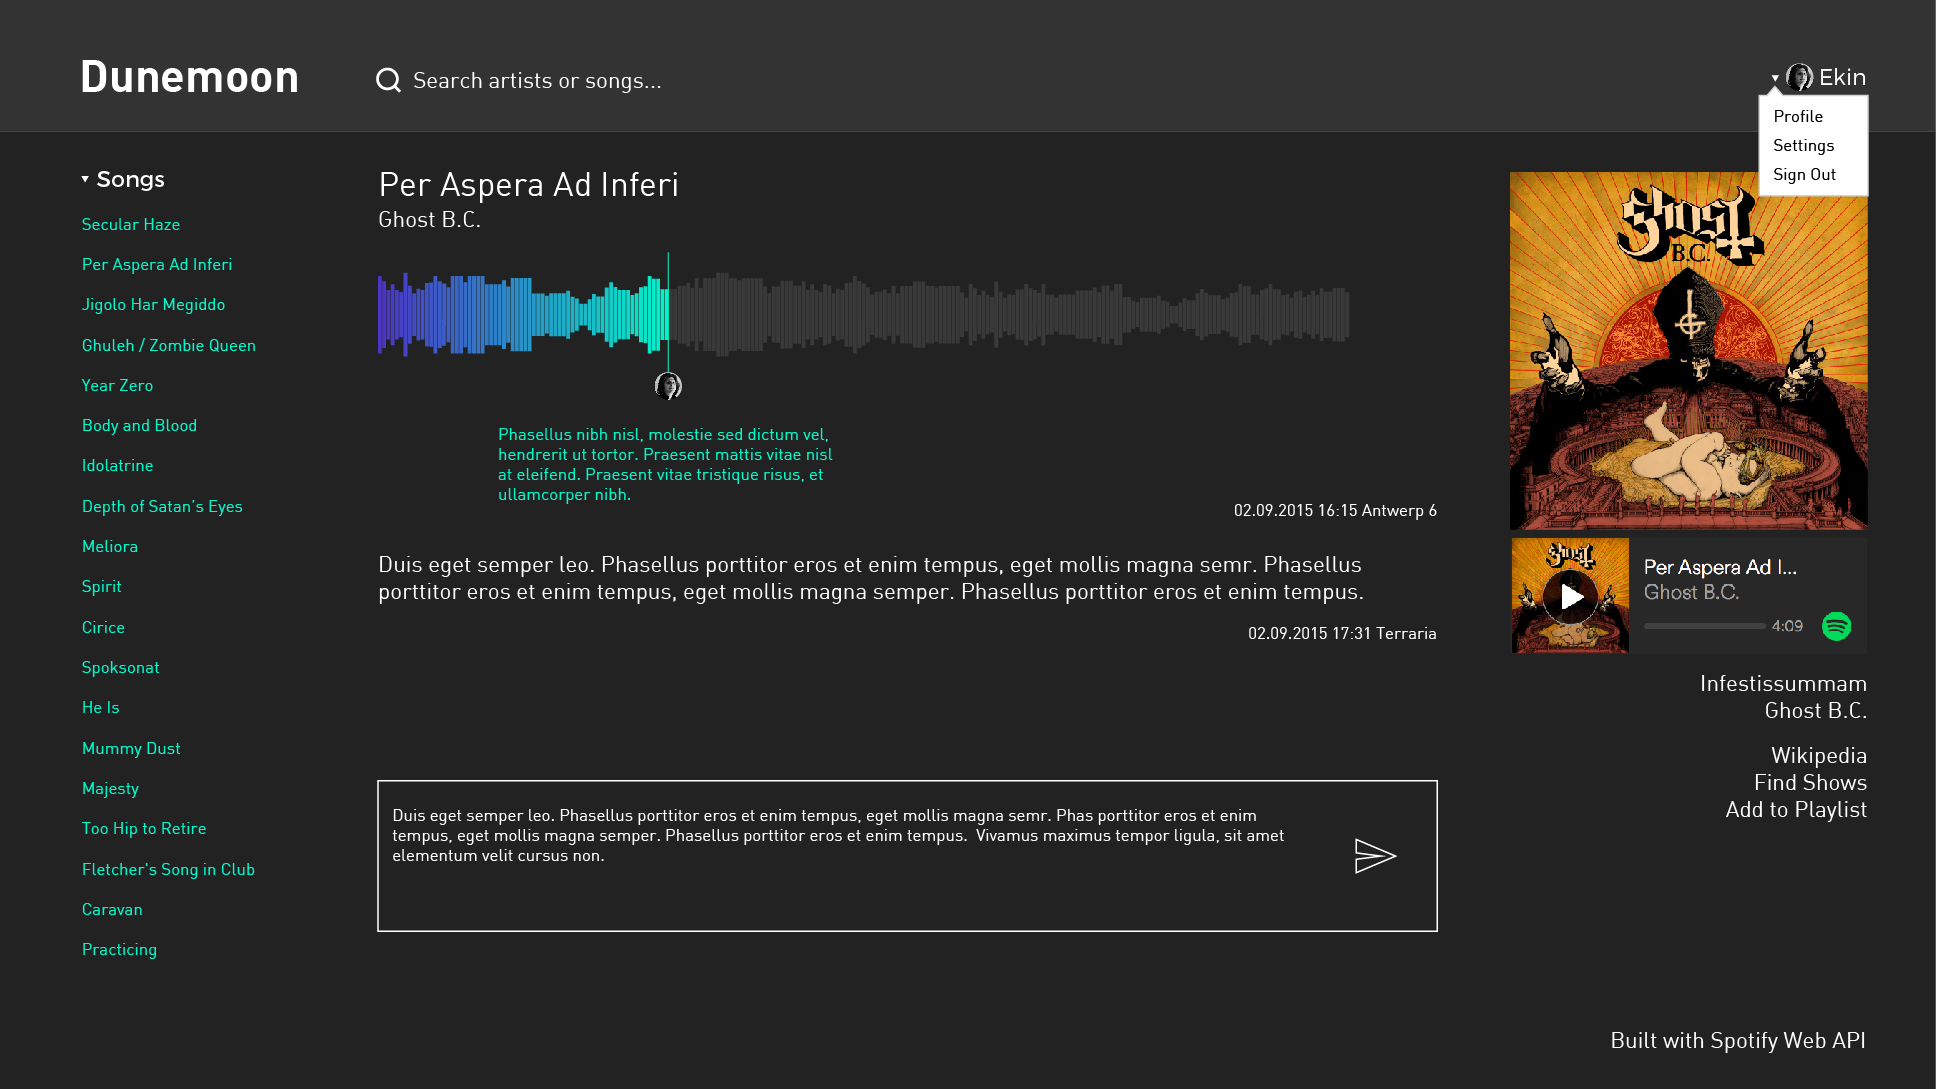 Dunemoon
Search artists or songs...
Ekin
Profile
Settings
Sign Out
Songs
Secular Haze
Per Aspera Ad Inferi
Jigolo Har Megiddo
Ghuleh / Zombie Queen
Year Zero
Body and Blood
Idolatrine
Depth of Satan's Eyes
Meliora
Spirit
Cirice
Spoksonat
He Is
Mummy Dust
Majesty
Too Hip to Retire
Fletcher's Song in Club
Caravan
Practicing
Per Aspera Ad Inferi
Ghost B.C.
Phasellus nibh nisl, molestie sed dictum vel,
hendrerit ut tortor. Praesent mattis vitae nisl
at eleifend. Praesent vitae tristique risus, et
ullamcorper nibh.
02.09.2015 16:15 Antwerp 6
Duis eget semper leo. Phasellus porttitor eros et enim tempus, eget mollis magna semr. Phasellus
porttitor eros et enim tempus, eget mollis magna semper. Phasellus porttitor eros et enim tempus.
02.09.2015 17:31 Terraria
Duis eget semper leo. Phasellus porttitor eros et enim tempus, eget mollis magna semr. Phas porttitor eros et enim
tempus, eget mollis magna semper. Phasellus porttitor eros et enim tempus.  Vivamus maximus tempor ligula, sit amet
elementum velit cursus non.
Ghost
B.C.
Ghost
Per Aspera Ad I...
Ghost B.C.
4:09
Infestissummam
Ghost B.C.
Wikipedia
Find Shows
Add to Playlist
Built with Spotify Web API